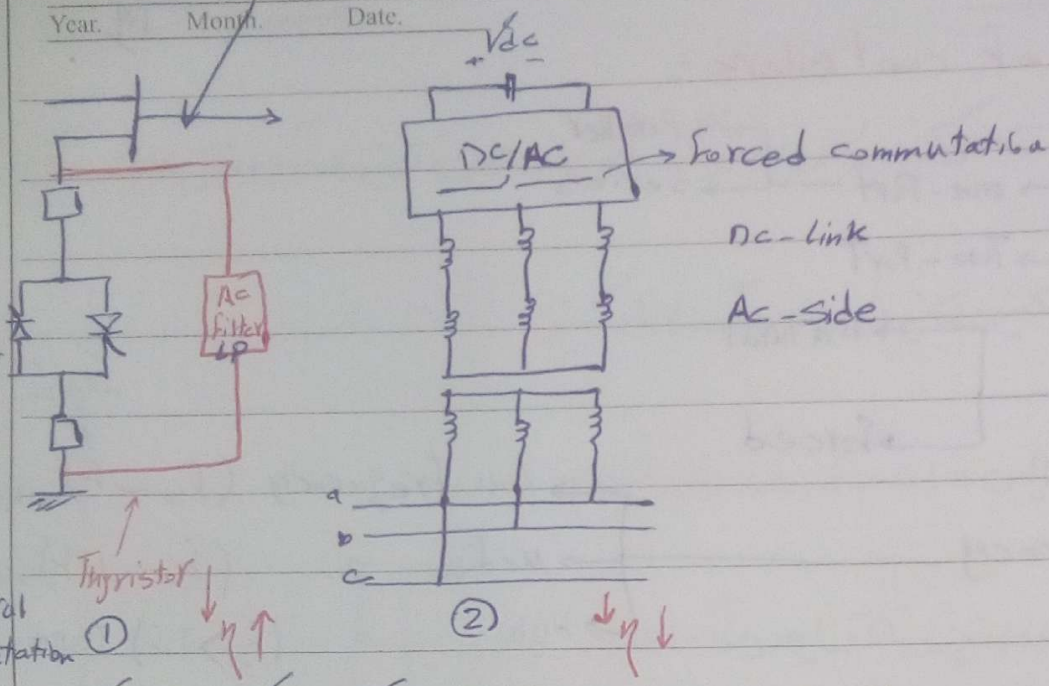 Year. Month. Date.
Vdc
+ -
DC/AC
Forced commutatio
Dc-link
Ac-side
Ac
filter
LP
a
b
c
Thyristor
①
η
②
η